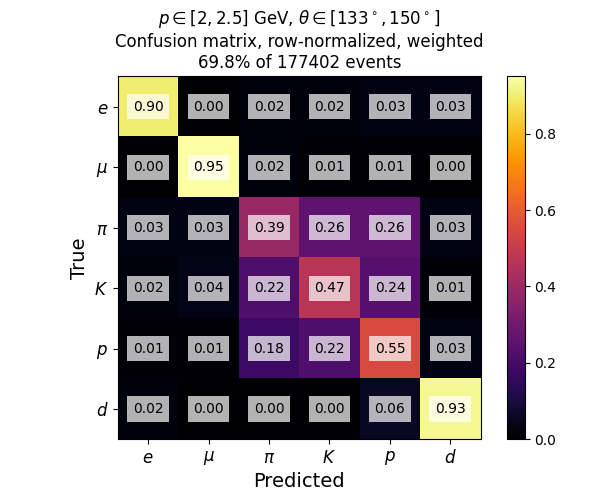 p ∈ [2, 2.5] GeV, θ ∈ [133°, 150°]
Confusion matrix, row-normalized, weighted
69.8% of 177402 events
e 0.90 0.00 0.02 0.02 0.03 0.03
μ 0.00 0.95 0.02 0.01 0.01 0.00
π 0.03 0.03 0.39 0.26 0.26 0.03
K 0.02 0.04 0.22 0.47 0.24 0.01
p 0.01 0.01 0.18 0.22 0.55 0.03
d 0.02 0.00 0.00 0.00 0.06 0.93
e μ π K p d
True
Predicted
0.8
0.6
0.4
0.2
0.0